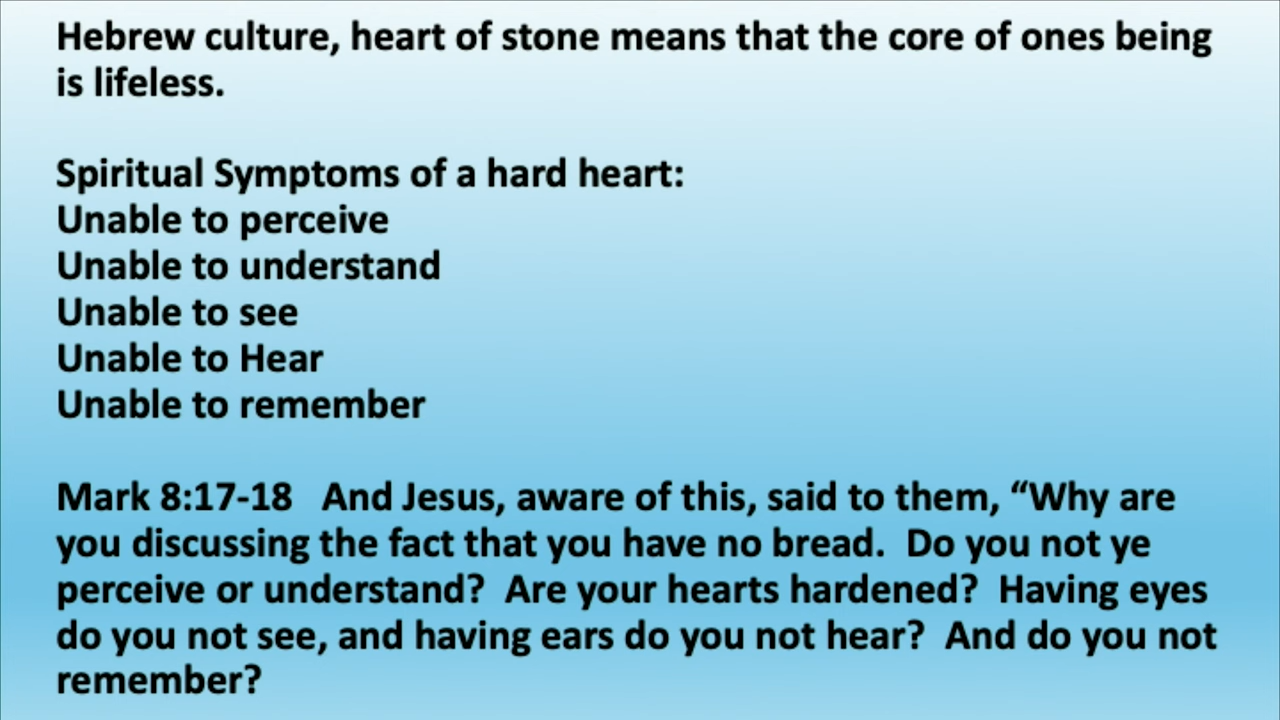 Hebrew culture, heart of stone means that the core of ones being
is lifeless.
Spiritual Symptoms of a hard heart:
Unable to perceive
Unable to understand
Unable to see
Unable to Hear
Unable to remember
Mark 8:17-18   And Jesus, aware of this, said to them, “Why are
you discussing the fact that you have no bread.  Do you not ye
perceive or understand?  Are your hearts hardened?  Having eyes
do you not see, and having ears do you not hear?  And do you not
remember?